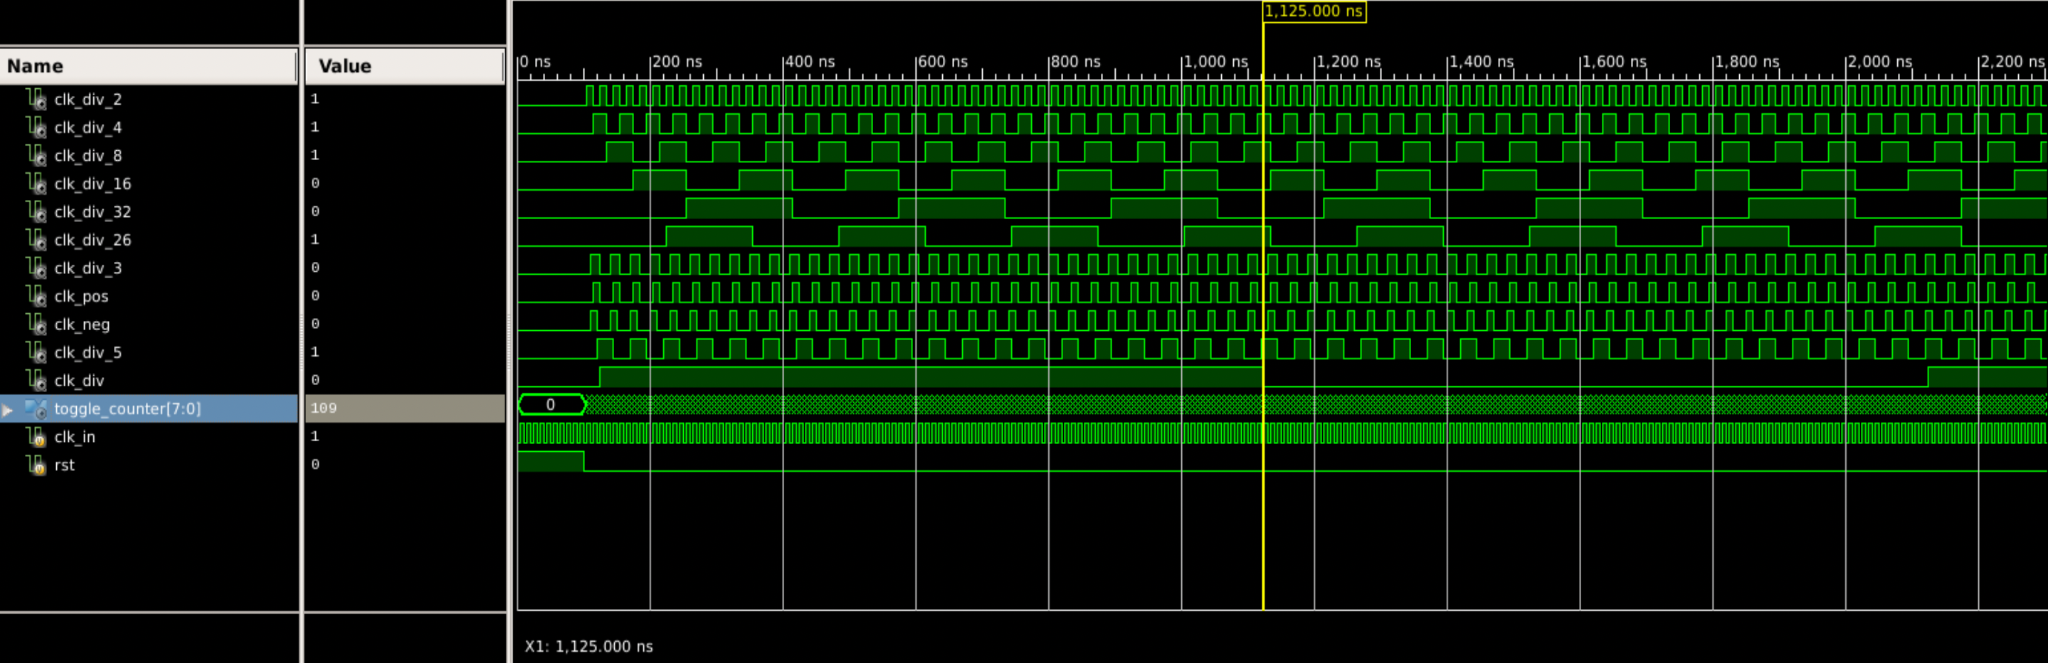 1,125.000 ns
Name Value
0 ns 200 ns 400 ns 600 ns 800 ns 1,000 ns 1,200 ns 1,400 ns 1,600 ns 1,800 ns 2,000 ns 2,200 ns
clk_div_2 1
clk_div_4 1
clk_div_8 1
clk_div_16 0
clk_div_32 0
clk_div_26 1
clk_div_3 0
clk_pos 0
clk_neg 0
clk_div_5 1
clk_div 0
toggle_counter[7:0] 109 0
clk_in 1
rst 0
X1: 1,125.000 ns